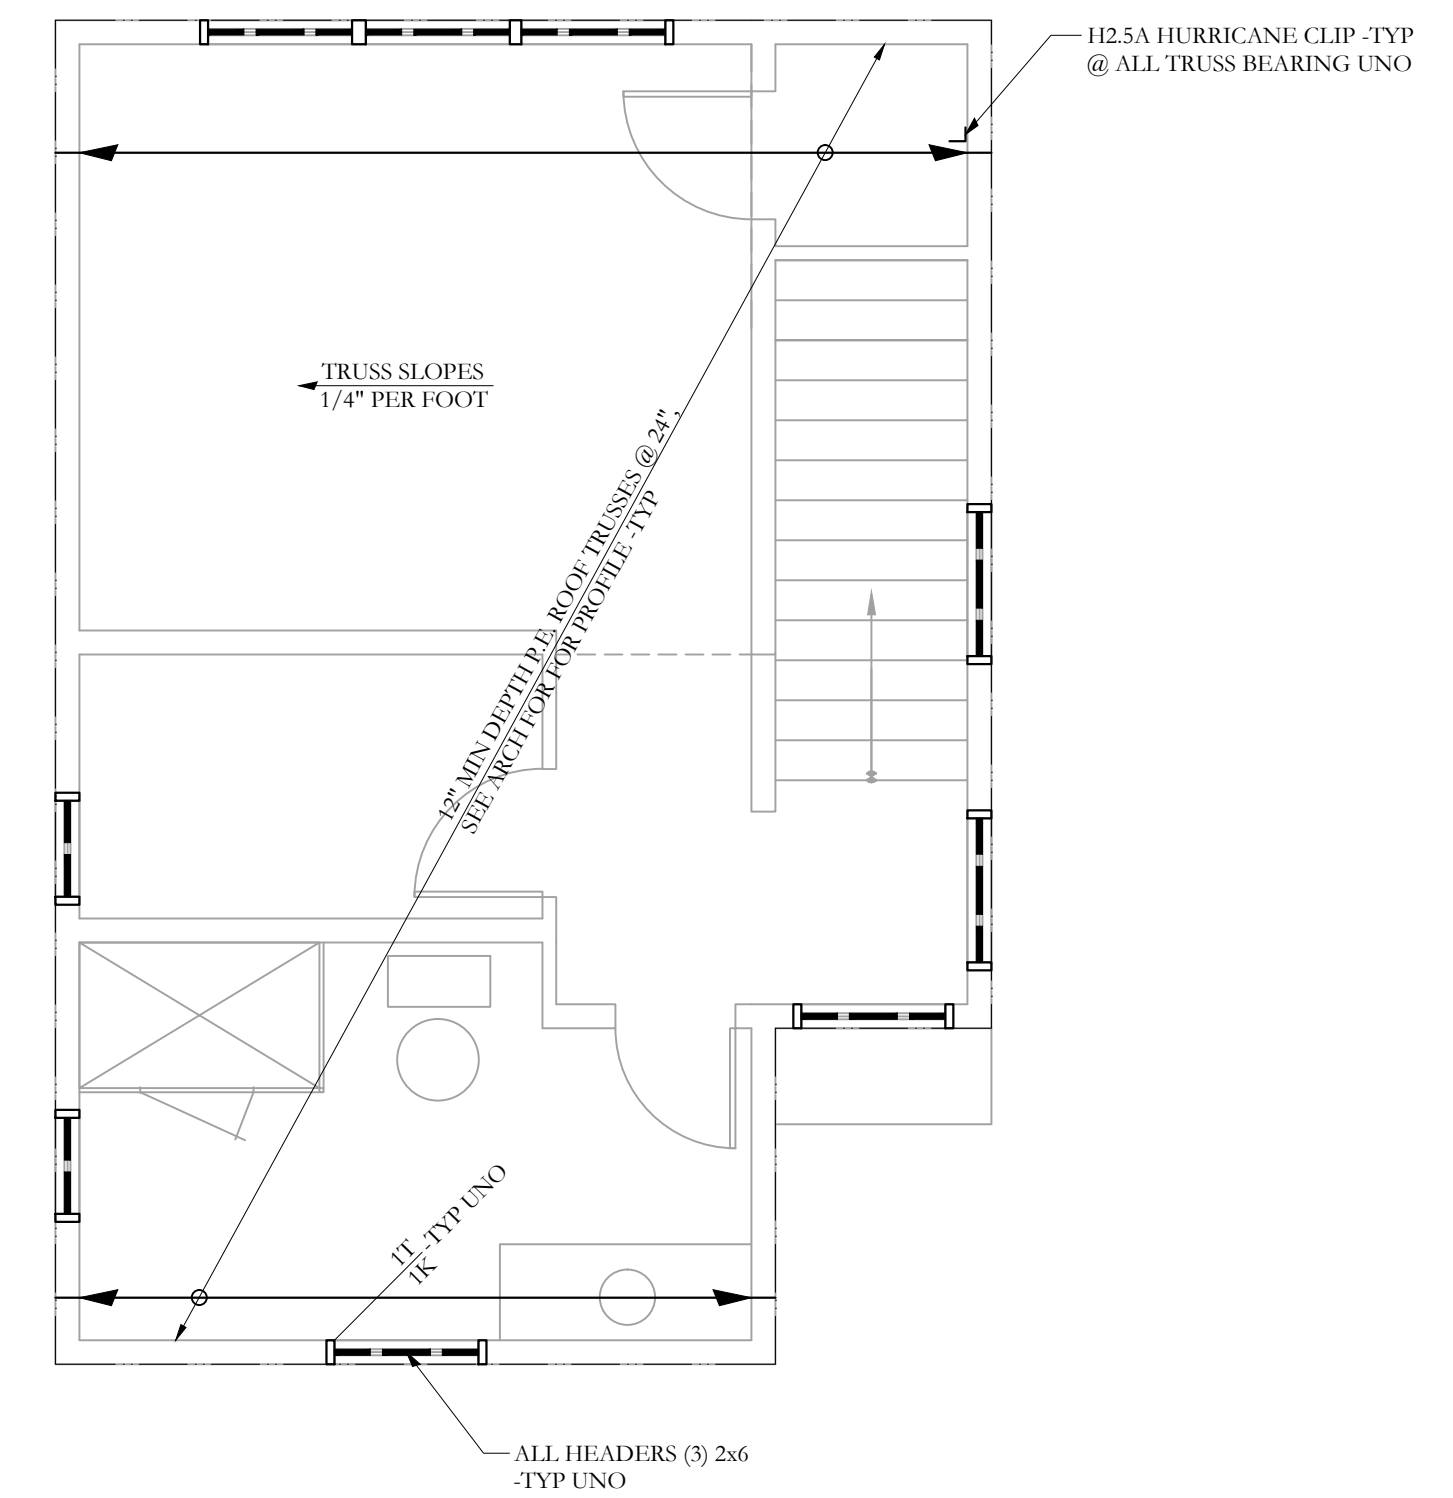 H2.5A HURRICANE CLIP -TYP
@ ALL TRUSS BEARING UNO
TRUSS SLOPES
1/4" PER FOOT
12" MIN DEPTH P.E. ROOF TRUSSES @ 24",
SEE ARCH FOR FOR PROFILE -TYP
1T
1K -TYP UNO
ALL HEADERS (3) 2x6
-TYP UNO